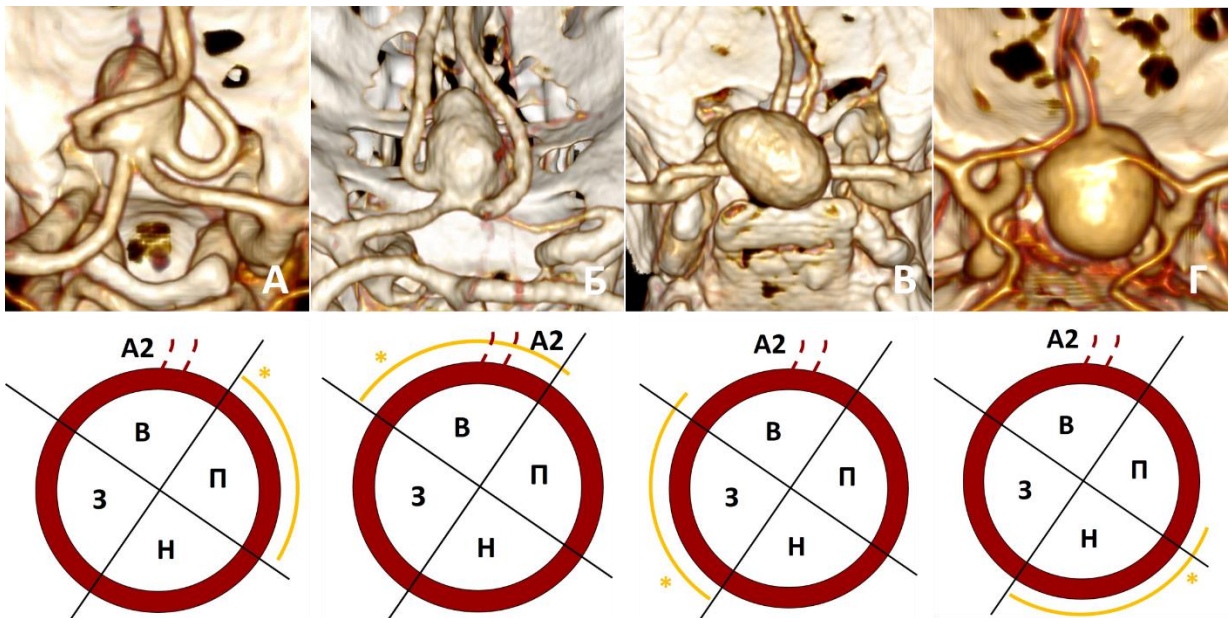 А Б В Г
А2 * А2 * А2 А2
В В В В
З П З П * З П З П
Н Н Н Н *